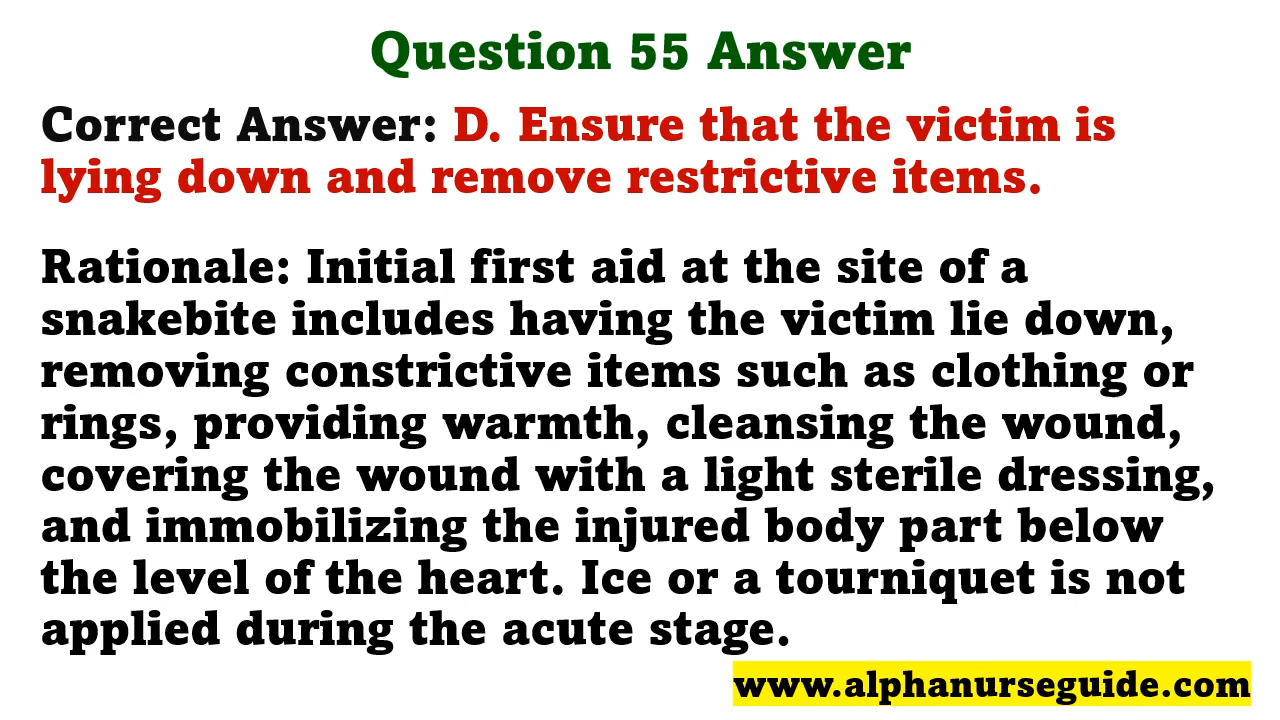 Question 55 Answer
Correct Answer: D. Ensure that the victim is
lying down and remove restrictive items.
Rationale: Initial first aid at the site of a
snakebite includes having the victim lie down,
removing constrictive items such as clothing or
rings, providing warmth, cleansing the wound,
covering the wound with a light sterile dressing,
and immobilizing the injured body part below
the level of the heart. Ice or a tourniquet is not
applied during the acute stage.
www.alphanurseguide.com